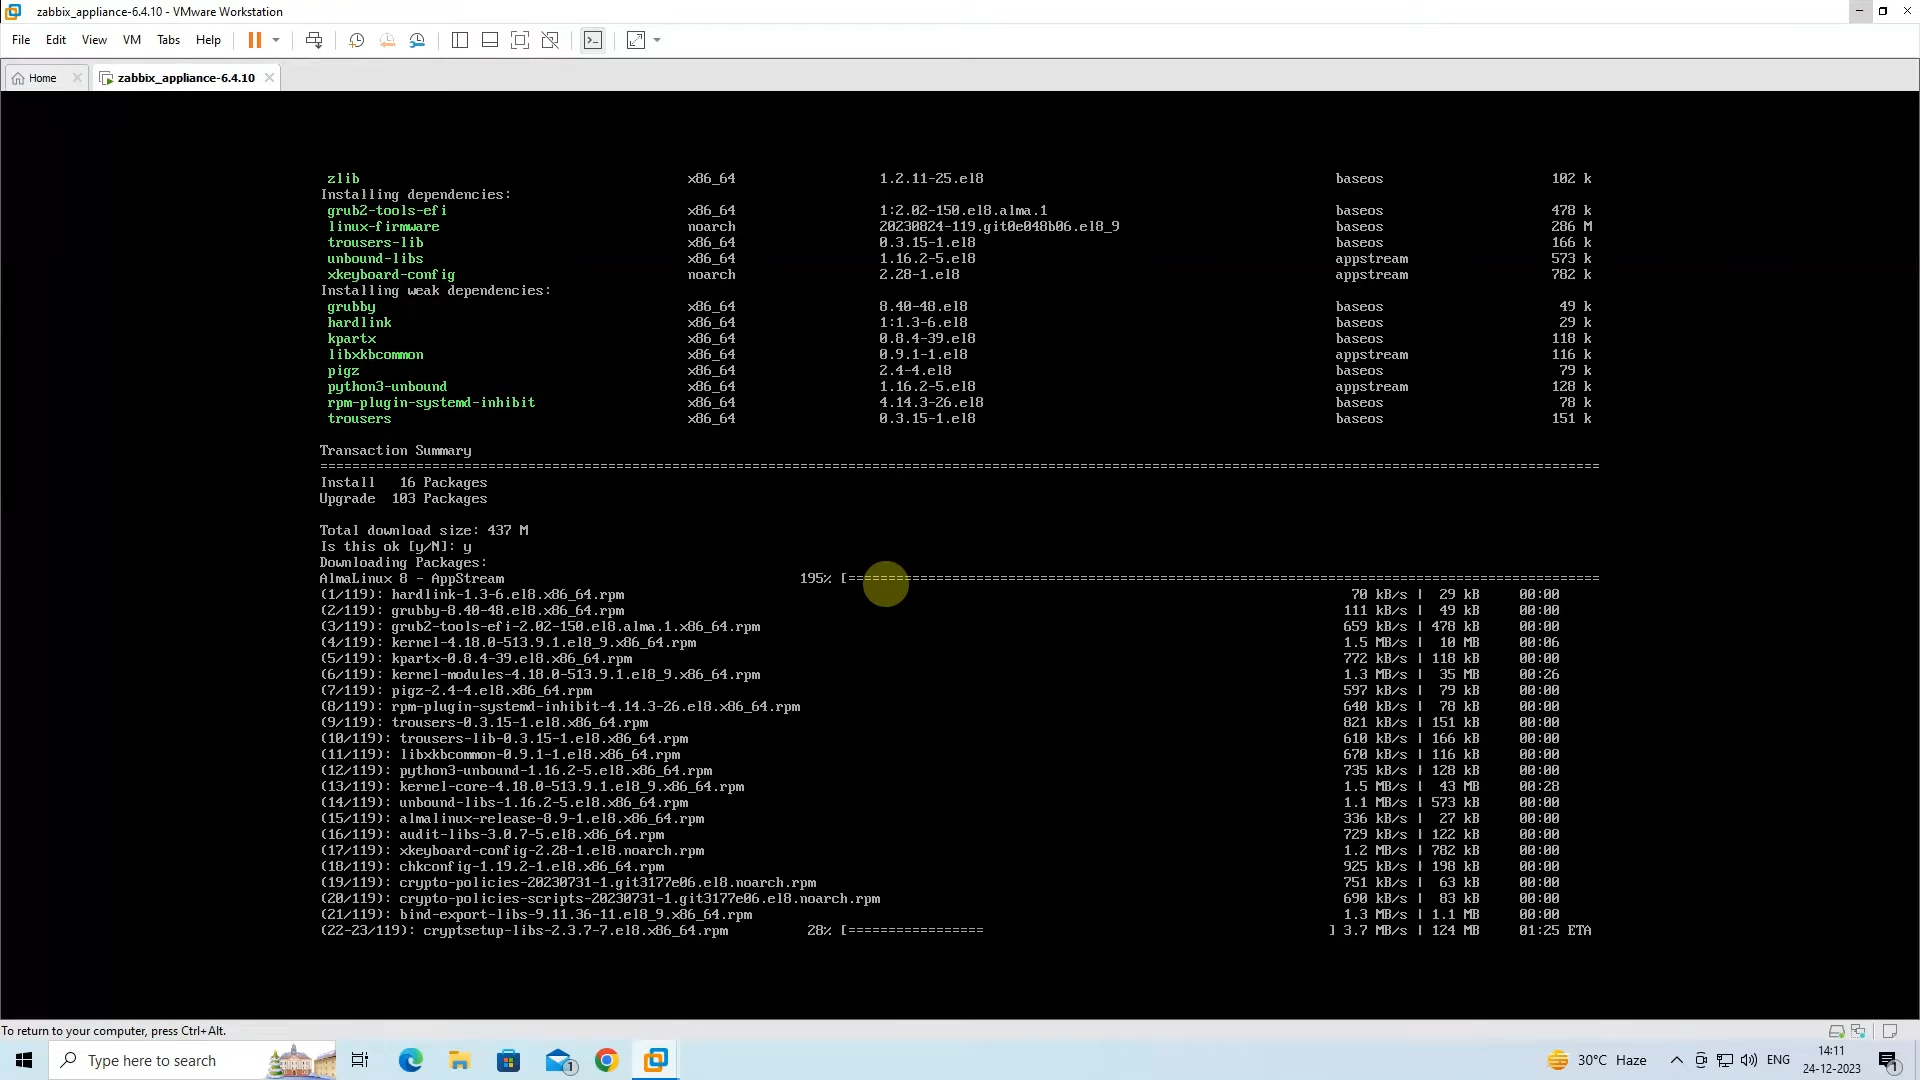 zabbix_appliance-6.4.10 - VMware Workstation
File Edit View VM Tabs Help
Home zabbix_appliance-6.4.10
zlib x86_64 1.2.11-25.el8 baseos 102 k
Installing dependencies:
grub2-tools-efi x86_64 1:2.02-150.el8.alma.1 baseos 478 k
linux-firmware noarch 20230824-119.git0e048b06.el8_9 baseos 286 M
trousers-lib x86_64 0.3.15-1.el8 baseos 166 k
unbound-libs x86_64 1.16.2-5.el8 appstream 573 k
xkeyboard-config noarch 2.28-1.el8 appstream 782 k
Installing weak dependencies:
grubby x86_64 8.40-48.el8 baseos 49 k
hardlink x86_64 1:1.3-6.el8 baseos 29 k
kpartx x86_64 0.8.4-39.el8 baseos 118 k
libxkbcommon x86_64 0.9.1-1.el8 appstream 116 k
pigz x86_64 2.4-4.el8 baseos 79 k
python3-unbound x86_64 1.16.2-5.el8 appstream 128 k
rpm-plugin-systemd-inhibit x86_64 4.14.3-26.el8 baseos 78 k
trousers x86_64 0.3.15-1.el8 baseos 151 k
Transaction Summary
================================================================================
Install 16 Packages
Upgrade 103 Packages
Total download size: 437 M
Is this ok [y/N]: y
Downloading Packages:
AlmaLinux 8 - AppStream 195% [===============================================
(1/119): hardlink-1.3-6.el8.x86_64.rpm 70 kB/s | 29 kB 00:00
(2/119): grubby-8.40-48.el8.x86_64.rpm 111 kB/s | 49 kB 00:00
(3/119): grub2-tools-efi-2.02-150.el8.alma.1.x86_64.rpm 659 kB/s | 478 kB 00:00
(4/119): kernel-4.18.0-513.9.1.el8_9.x86_64.rpm 1.5 MB/s | 10 MB 00:06
(5/119): kpartx-0.8.4-39.el8.x86_64.rpm 772 kB/s | 118 kB 00:00
(6/119): kernel-modules-4.18.0-513.9.1.el8_9.x86_64.rpm 1.3 MB/s | 35 MB 00:26
(7/119): pigz-2.4-4.el8.x86_64.rpm 597 kB/s | 79 kB 00:00
(8/119): rpm-plugin-systemd-inhibit-4.14.3-26.el8.x86_64.rpm 640 kB/s | 78 kB 00:00
(9/119): trousers-0.3.15-1.el8.x86_64.rpm 821 kB/s | 151 kB 00:00
(10/119): trousers-lib-0.3.15-1.el8.x86_64.rpm 610 kB/s | 166 kB 00:00
(11/119): libxkbcommon-0.9.1-1.el8.x86_64.rpm 670 kB/s | 116 kB 00:00
(12/119): python3-unbound-1.16.2-5.el8.x86_64.rpm 735 kB/s | 128 kB 00:00
(13/119): kernel-core-4.18.0-513.9.1.el8_9.x86_64.rpm 1.5 MB/s | 43 MB 00:28
(14/119): unbound-libs-1.16.2-5.el8.x86_64.rpm 1.1 MB/s | 573 kB 00:00
(15/119): almalinux-release-8.9-1.el8.x86_64.rpm 336 kB/s | 27 kB 00:00
(16/119): audit-libs-3.0.7-5.el8.x86_64.rpm 729 kB/s | 122 kB 00:00
(17/119): xkeyboard-config-2.28-1.el8.noarch.rpm 1.2 MB/s | 782 kB 00:00
(18/119): chkconfig-1.19.2-1.el8.x86_64.rpm 925 kB/s | 198 kB 00:00
(19/119): crypto-policies-20230731-1.git3177e06.el8.noarch.rpm 751 kB/s | 63 kB 00:00
(20/119): crypto-policies-scripts-20230731-1.git3177e06.el8.noarch.rpm 690 kB/s | 83 kB 00:00
(21/119): bind-export-libs-9.11.36-11.el8_9.x86_64.rpm 1.3 MB/s | 1.1 MB 00:00
(22-23/119): cryptsetup-libs-2.3.7-7.el8.x86_64.rpm 28% [================= ] 3.7 MB/s | 124 MB 01:25 ETA
To return to your computer, press Ctrl+Alt.
Type here to search 1 30°C Haze ENG 14:11
24-12-2023 1